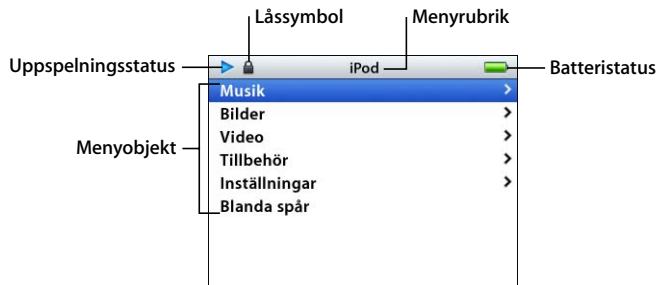 Låssymbol
Menyrubrik
Uppspelningsstatus
iPod
Batteristatus
Menyobjekt
Musik
Bilder
Video
Tillbehör
Inställningar
Blanda spår